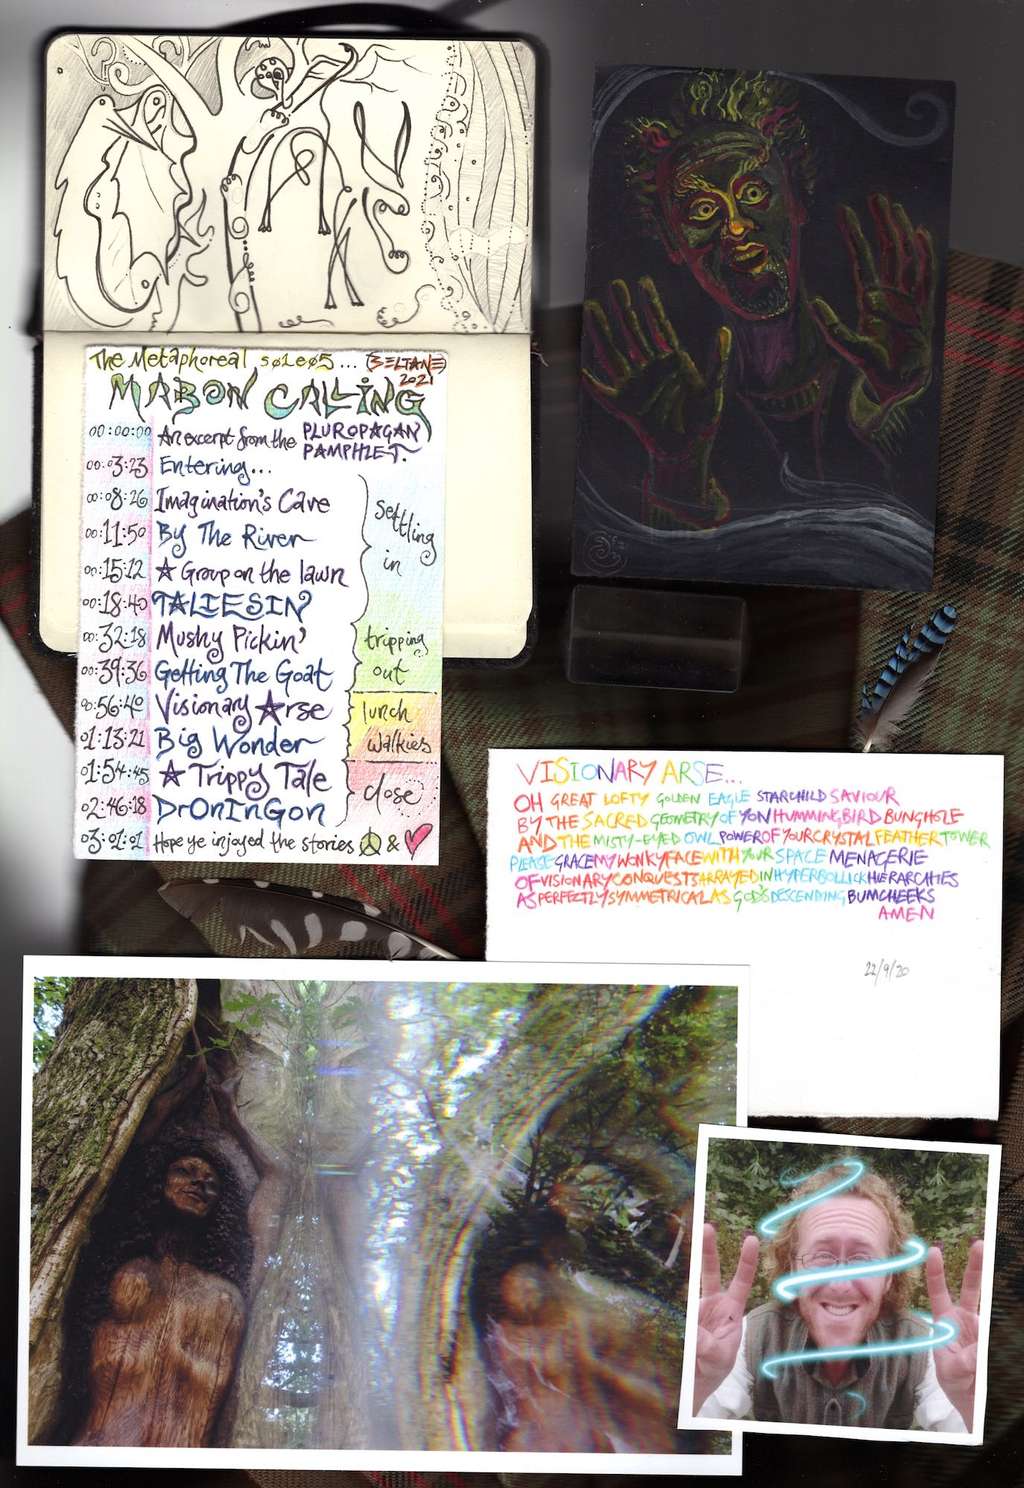 The Metaphoreal s01e05... (BELTANE) 2021
MABON CALLING
00:00:00 An excerpt from the PLUROPAGAN PAMPHLET.
00:03:23 Entering...
00:08:26 Imagination's Cave
00:11:50 By The River
00:15:12 ★ Group on the lawn
00:18:40 TALIESIN
00:32:18 Mushy Pickin'
00:39:36 Getting The Goat
00:56:40 Visionary ★rse
01:13:21 Big Wonder
01:54:45 ★ Trippy Tale
02:46:18 DrOnInGon
03:01:01 Hope ye injoyed the stories & 
settling
in
tripping
out
lunch
walkies
close
VISIONARY ARSE...
OH GREAT LOFTY GOLDEN EAGLE STARCHILD SAVIOUR
BY THE SACRED GEOMETRY OF YON HUMMINGBIRD BUNGHOLE
AND THE MISTY-EYED OWL POWER OF YOUR CRYSTAL FEATHER TOWER
PLEASE GRACE MY WONKY FACE WITH YOUR SPACE MENAGERIE
OF VISIONARY CONQUESTS ARRAYED IN HYPERBOLLICK HIERARCHIES
AS PERFECTLY SYMMETRICAL AS GOD'S DESCENDING BUMCHEEKS
AMEN
22/9/20